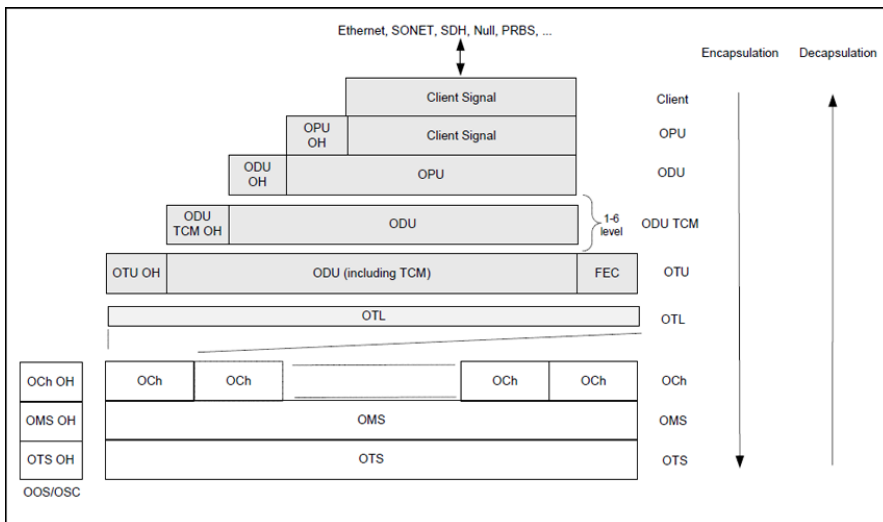 Ethernet, SONET, SDH, Null, PRBS, ...
Encapsulation
Decapsulation
Client Signal
Client
OPU
OH
Client Signal
OPU
ODU
OH
OPU
ODU
ODU
TCM OH
ODU
1-6
level
ODU TCM
OTU OH
ODU (including TCM)
FEC
OTU
OTL
OTL
OCh OH
OCh
OCh
OCh
OCh
OCh
OMS OH
OMS
OMS
OTS OH
OTS
OTS
OOS/OSC